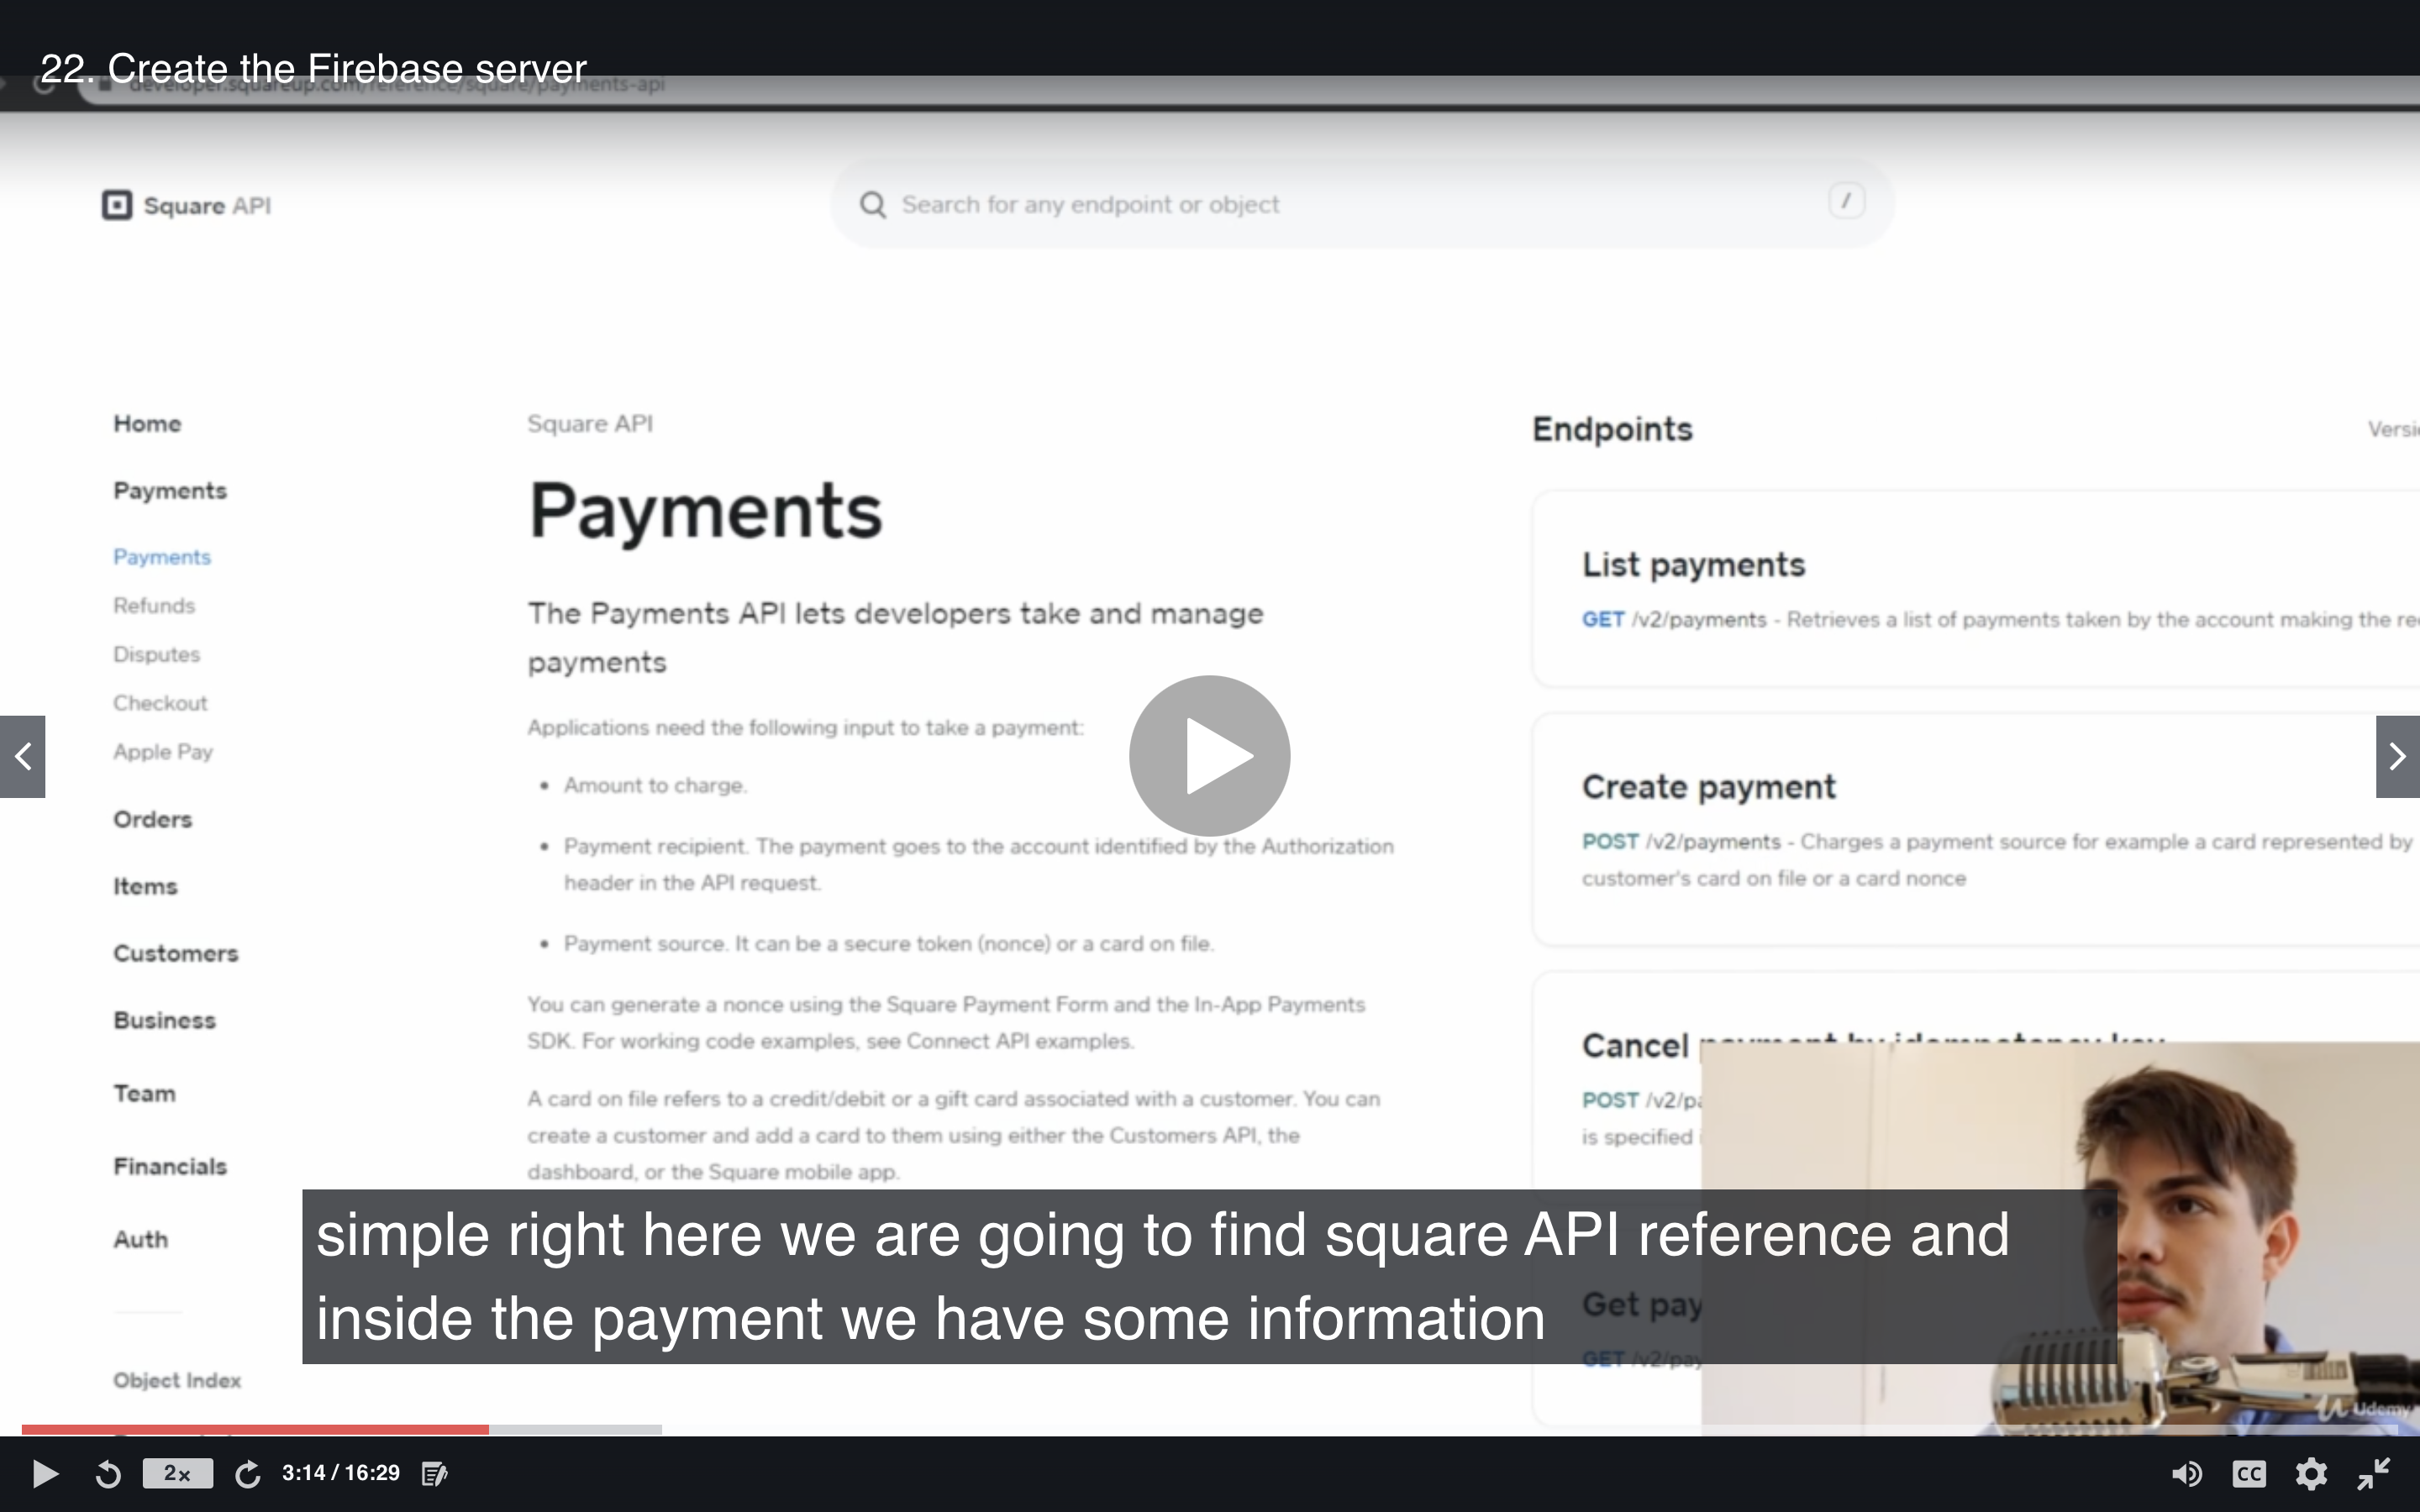 22. Create the Firebase server
developer.squareup.com/reference/square/payments-api
Square API
Search for any endpoint or object
/
Home
Payments
Payments
Refunds
Disputes
Checkout
Apple Pay
Orders
Items
Customers
Business
Team
Financials
Auth
Object Index
Square API
Payments
The Payments API lets developers take and manage
payments
Applications need the following input to take a payment:
• Amount to charge.
• Payment recipient. The payment goes to the account identified by the Authorization
header in the API request.
• Payment source. It can be a secure token (nonce) or a card on file.
You can generate a nonce using the Square Payment Form and the In-App Payments
SDK. For working code examples, see Connect API examples.
A card on file refers to a credit/debit or a gift card associated with a customer. You can
create a customer and add a card to them using either the Customers API, the
dashboard, or the Square mobile app.
Endpoints
Versi
List payments
GET /v2/payments - Retrieves a list of payments taken by the account making the re
Create payment
POST /v2/payments - Charges a payment source for example a card represented by
customer's card on file or a card nonce
Cancel payment by idempotency key
POST /v2/pa
is specified
Get pay
GET /v2/pay
simple right here we are going to find square API reference and
inside the payment we have some information
Udemy
2x
3:14 / 16:29
CC